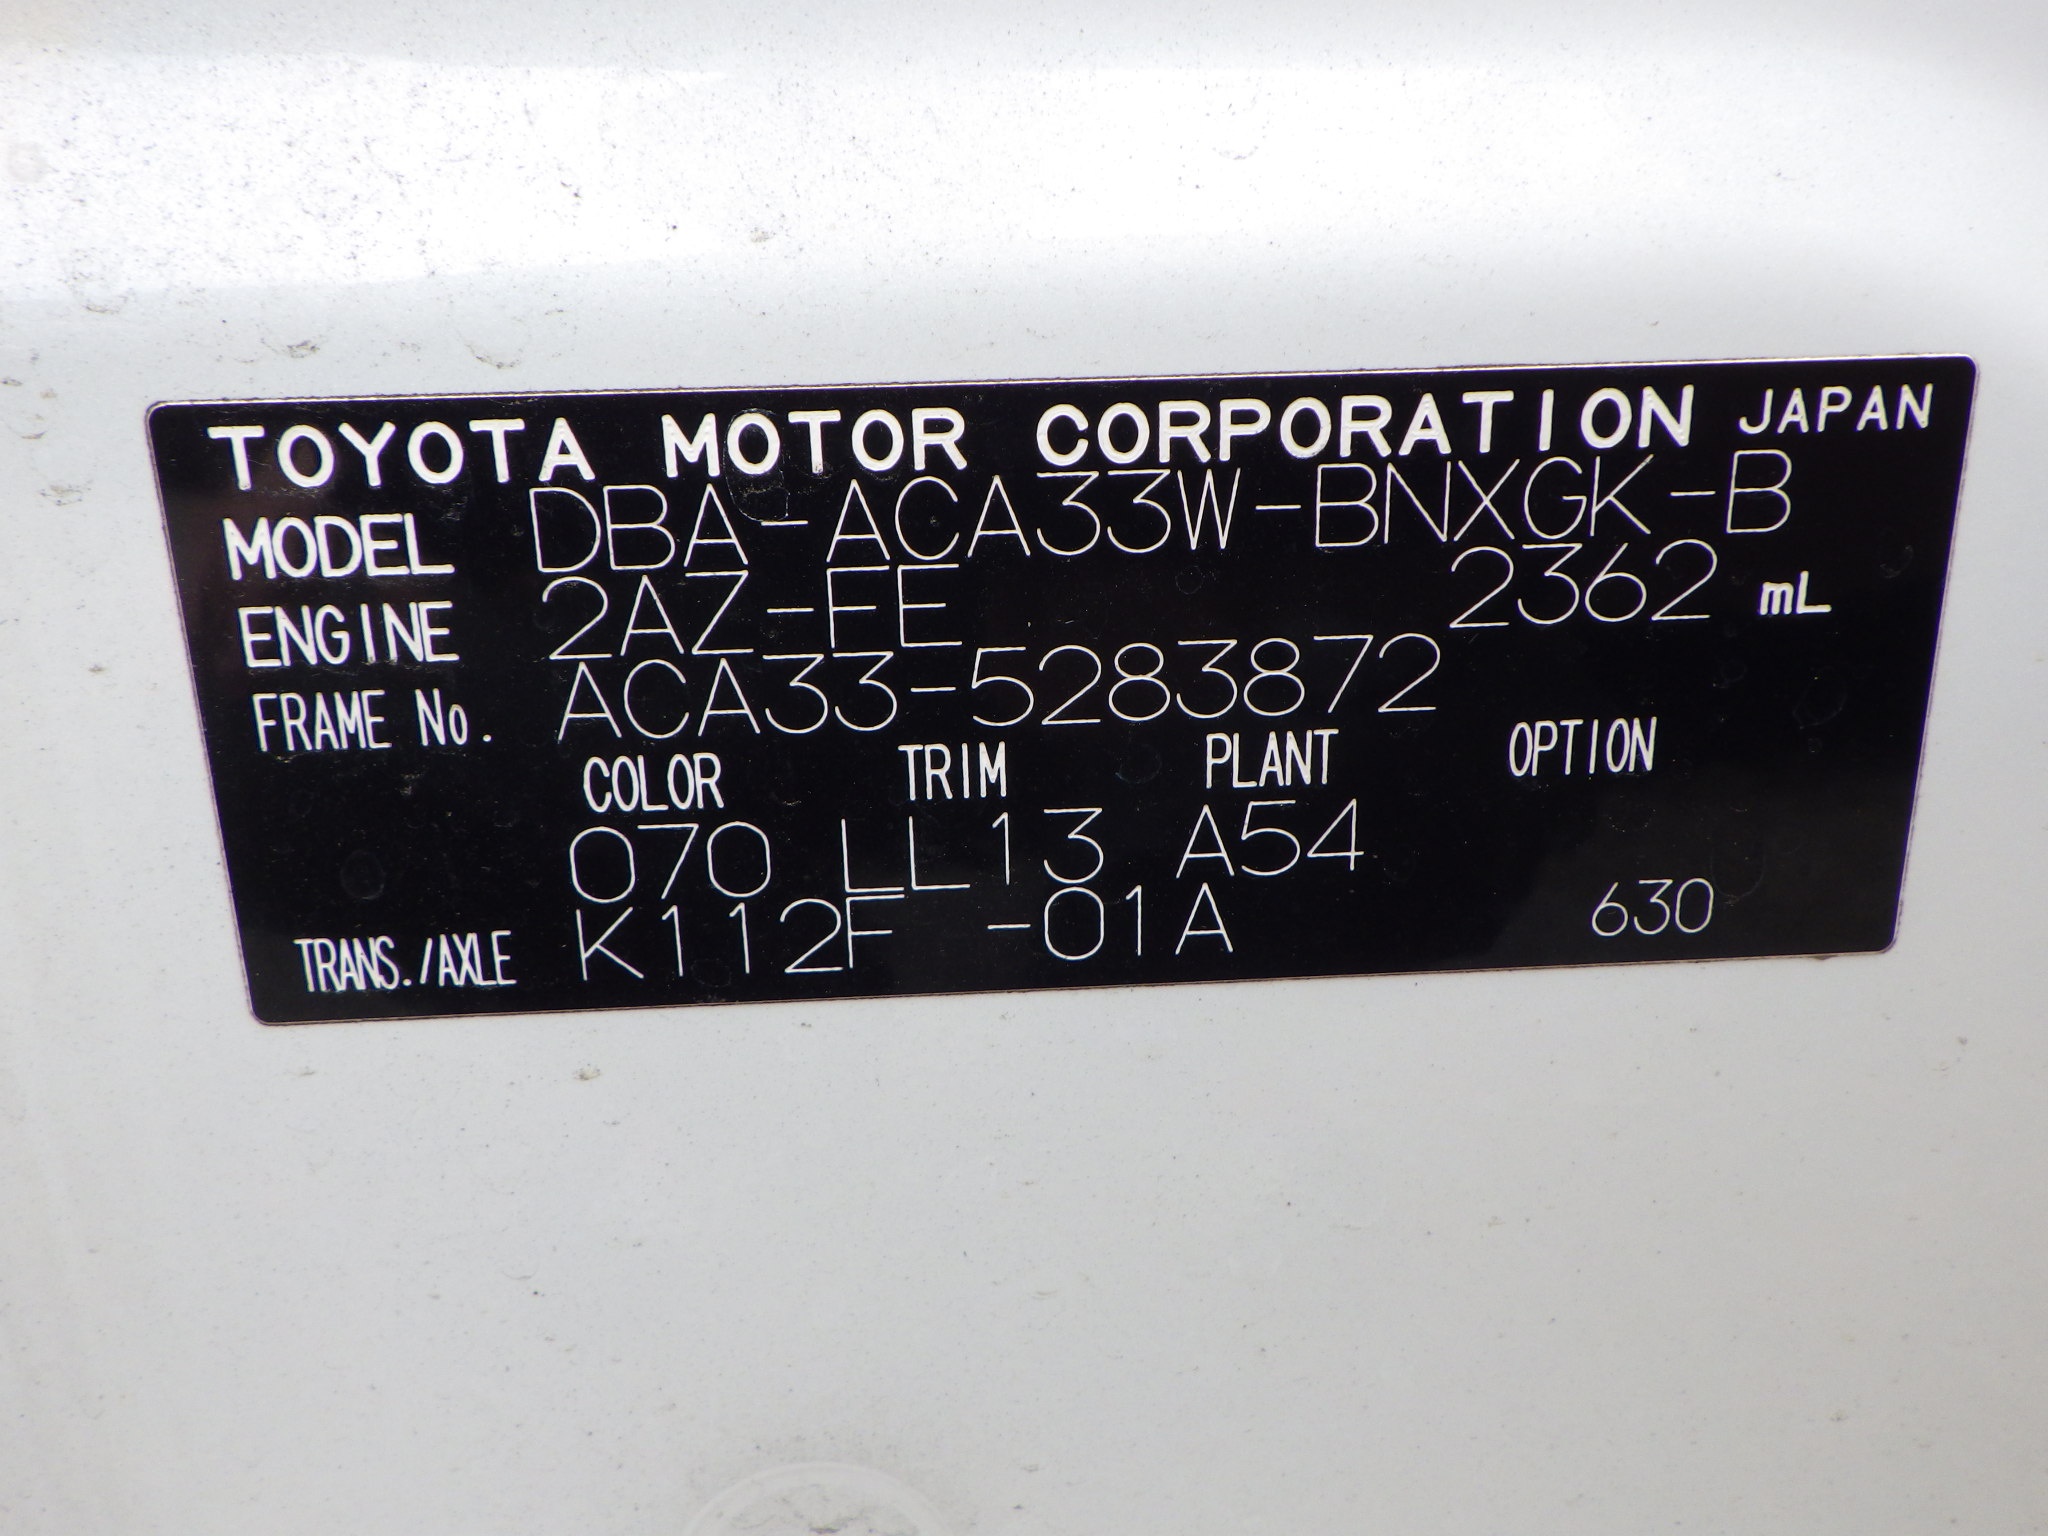 TOYOTA MOTOR CORPORATION JAPAN
MODEL DBA-ACA33W-BNXGK-B
ENGINE 2AZ-FE 2362 mL
FRAME No. ACA33-5283872
COLOR TRIM PLANT OPTION
070 LL13 A54
TRANS./AXLE K112F -01A 630